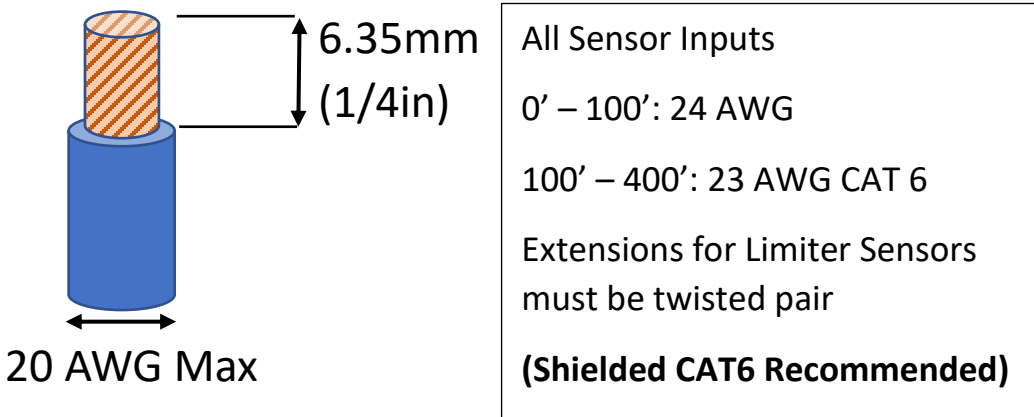 6.35mm
(1/4in)
20 AWG Max
All Sensor Inputs
0’ – 100’: 24 AWG
100’ – 400’: 23 AWG CAT 6
Extensions for Limiter Sensors
must be twisted pair
(Shielded CAT6 Recommended)